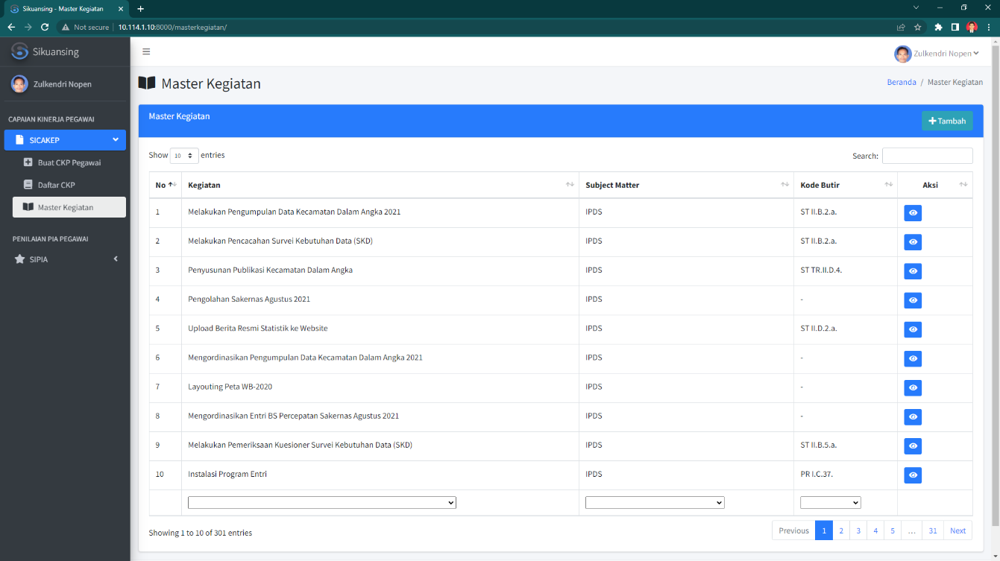 Sikuansing - Master Kegiatan
Not secure 10.114.1.10:8000/masterkegiatan/
Sikuansing
Zulkendri Nopen
Zulkendri Nopen
CAPAIAN KINERJA PEGAWAI
SICAKEP
Buat CKP Pegawai
Daftar CKP
Master Kegiatan
PENILAIAN PIA PEGAWAI
SIPIA
Master Kegiatan
Beranda / Master Kegiatan
Master Kegiatan
Tambah
Show 10 entries
Search:
No Kegiatan Subject Matter Kode Butir Aksi
1 Melakukan Pengumpulan Data Kecamatan Dalam Angka 2021 IPDS ST II.B.2.a.
2 Melakukan Pencacahan Survei Kebutuhan Data (SKD) IPDS ST II.B.2.a.
3 Penyusunan Publikasi Kecamatan Dalam Angka IPDS ST TR.II.D.4.
4 Pengolahan Sakernas Agustus 2021 IPDS -
5 Upload Berita Resmi Statistik ke Website IPDS ST II.D.2.a.
6 Mengordinasikan Pengumpulan Data Kecamatan Dalam Angka 2021 IPDS -
7 Layouting Peta WB-2020 IPDS -
8 Mengordinasikan Entri BS Percepatan Sakernas Agustus 2021 IPDS -
9 Melakukan Pemeriksaan Kuesioner Survei Kebutuhan Data (SKD) IPDS ST II.B.5.a.
10 Instalasi Program Entri IPDS PR I.C.37.
Showing 1 to 10 of 301 entries
Previous 1 2 3 4 5 … 31 Next